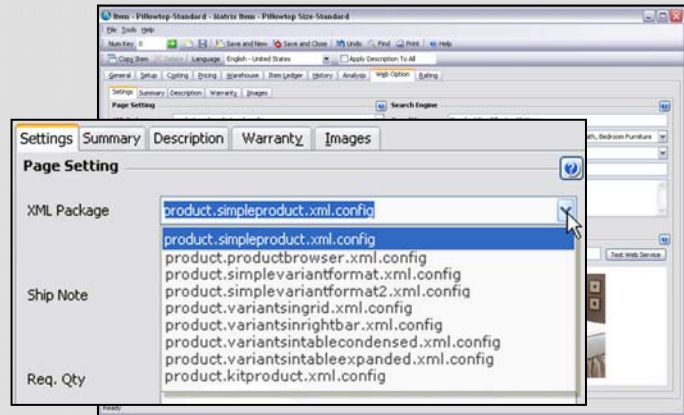 Item - Pillowtop-Standard - Matrix Item - Pillowtop Size-Standard
File Tools Help
Num Key 0 Save and New Save and Close Undo Find Print Help
Copy Item Delete Language English - United States Apply Description To All
General Setup Costing Pricing Warehouse Item Ledger History Analysis Web Option Rating
Settings Summary Description Warranty Images
Page Setting Search Engine
Bedroom Furniture
Test Web Service
Settings Summary Description Warranty Images
Page Setting
XML Package product.simpleproduct.xml.config
product.simpleproduct.xml.config
product.productbrowser.xml.config
product.simplevariantformat.xml.config
product.simplevariantformat2.xml.config
Ship Note
product.variantsingrid.xml.config
product.variantsinrightbar.xml.config
product.variantsintablecondensed.xml.config
product.variantsintableexpanded.xml.config
Req. Qty product.kitproduct.xml.config
Ready